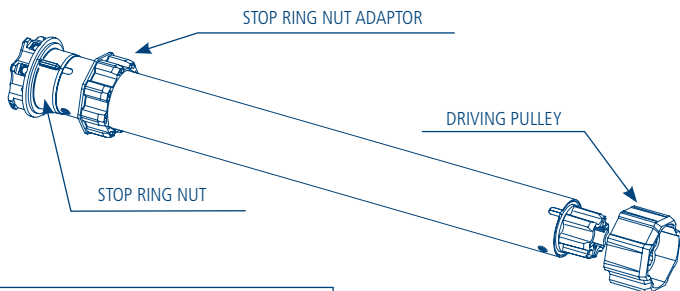 STOP RING NUT ADAPTOR
DRIVING PULLEY
STOP RING NUT